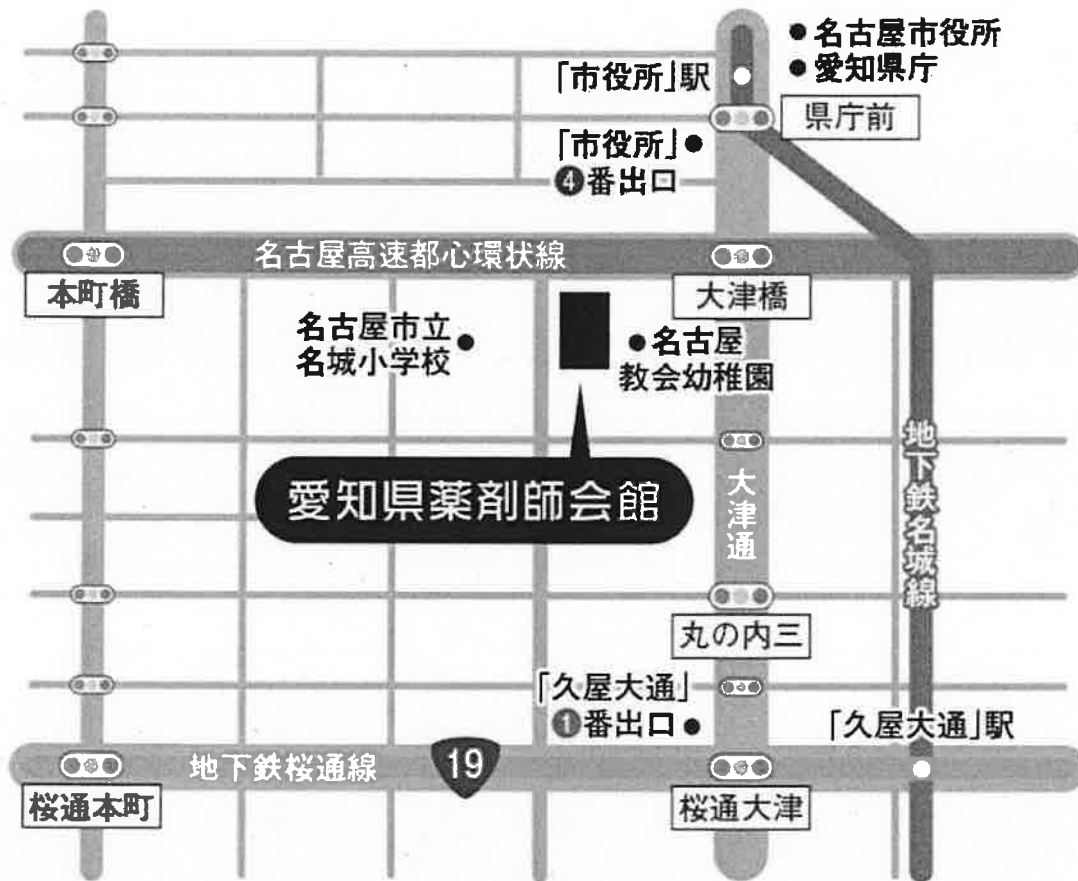 名古屋市役所
愛知県庁
「市役所」駅
県庁前
「市役所」
4番出口
名古屋高速都心環状線
本町橋
大津橋
名古屋市立
名城小学校
名古屋
教会幼稚園
愛知県薬剤師会館
大津通
地下鉄名城線
丸の内三
「久屋大通」
1番出口
「久屋大通」駅
地下鉄桜通線
19
桜通本町
桜通大津